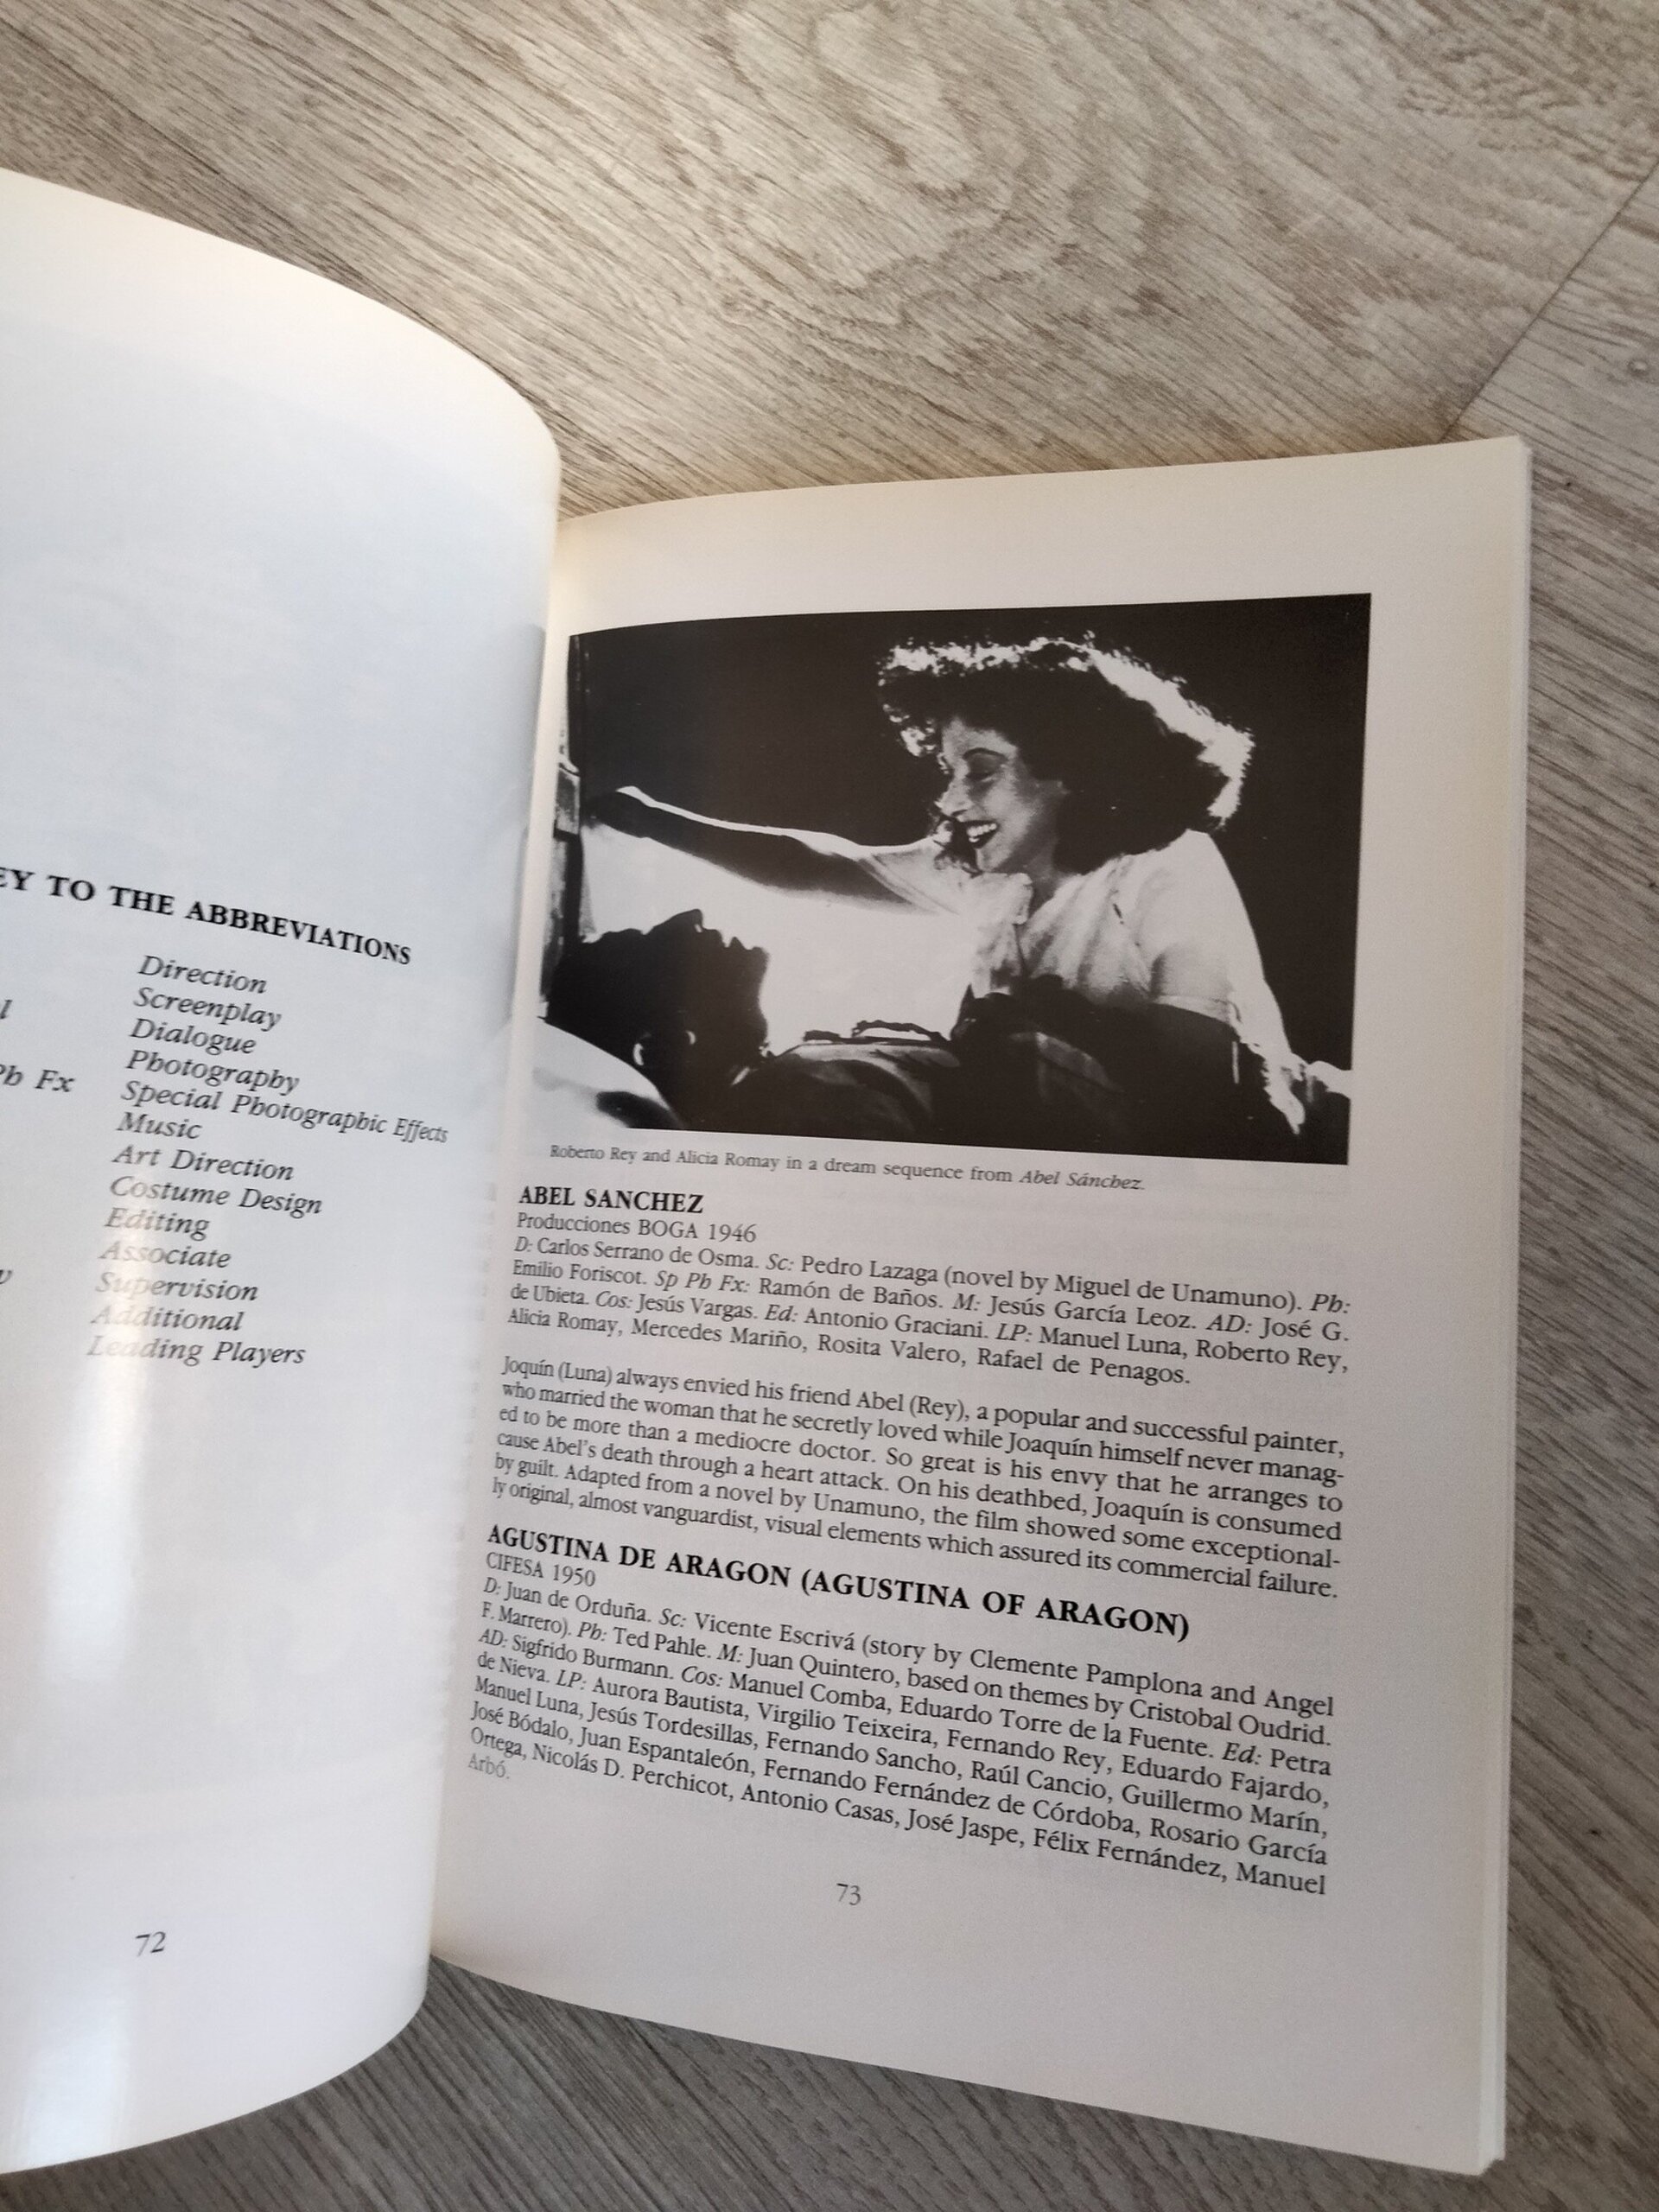 TO THE ABBREVIATIONS
Direction
Screenplay
Dialogue
Photography
Fx Special Photographic Effects
Music
Art Direction
Costume Design
Editing
Associate
Supervision
Additional
Leading Players
72
Roberto Rey and Alicia Romay in a dream sequence from Abel Sánchez.
ABEL SANCHEZ
Producciones BOGA 1946
D: Carlos Serrano de Osma. Sc: Pedro Lazaga (novel by Miguel de Unamuno). Pb:
Emilio Foriscot. Sp Pb Fx: Ramón de Baños. M: Jesús García Leoz. AD: José G.
de Ubieta. Cos: Jesús Vargas. Ed: Antonio Graciani. LP: Manuel Luna, Roberto Rey,
Alicia Romay, Mercedes Mariño, Rosita Valero, Rafael de Penagos.
Joquín (Luna) always envied his friend Abel (Rey), a popular and successful painter,
who married the woman that he secretly loved while Joaquín himself never manag-
ed to be more than a mediocre doctor. So great is his envy that he arranges to
cause Abel's death through a heart attack. On his deathbed, Joaquín is consumed
by guilt. Adapted from a novel by Unamuno, the film showed some exceptional-
ly original, almost vanguardist, visual elements which assured its commercial failure.
AGUSTINA DE ARAGON (AGUSTINA OF ARAGON)
CIFESA 1950
D: Juan de Orduña. Sc: Vicente Escrivá (story by Clemente Pamplona and Angel
F. Marrero). Pb: Ted Pahle. M: Juan Quintero, based on themes by Cristobal Oudrid.
AD: Sigfrido Burmann. Cos: Manuel Comba, Eduardo Torre de la Fuente. Ed: Petra
de Nieva. LP: Aurora Bautista, Virgilio Teixeira, Fernando Rey, Eduardo Fajardo,
Manuel Luna, Jesús Tordesillas, Fernando Sancho, Raúl Cancio, Guillermo Marín,
José Bódalo, Juan Espantaleón, Fernando Fernández de Córdoba, Rosario García
Ortega, Nicolás D. Perchicot, Antonio Casas, José Jaspe, Félix Fernández, Manuel
Arbó.
73